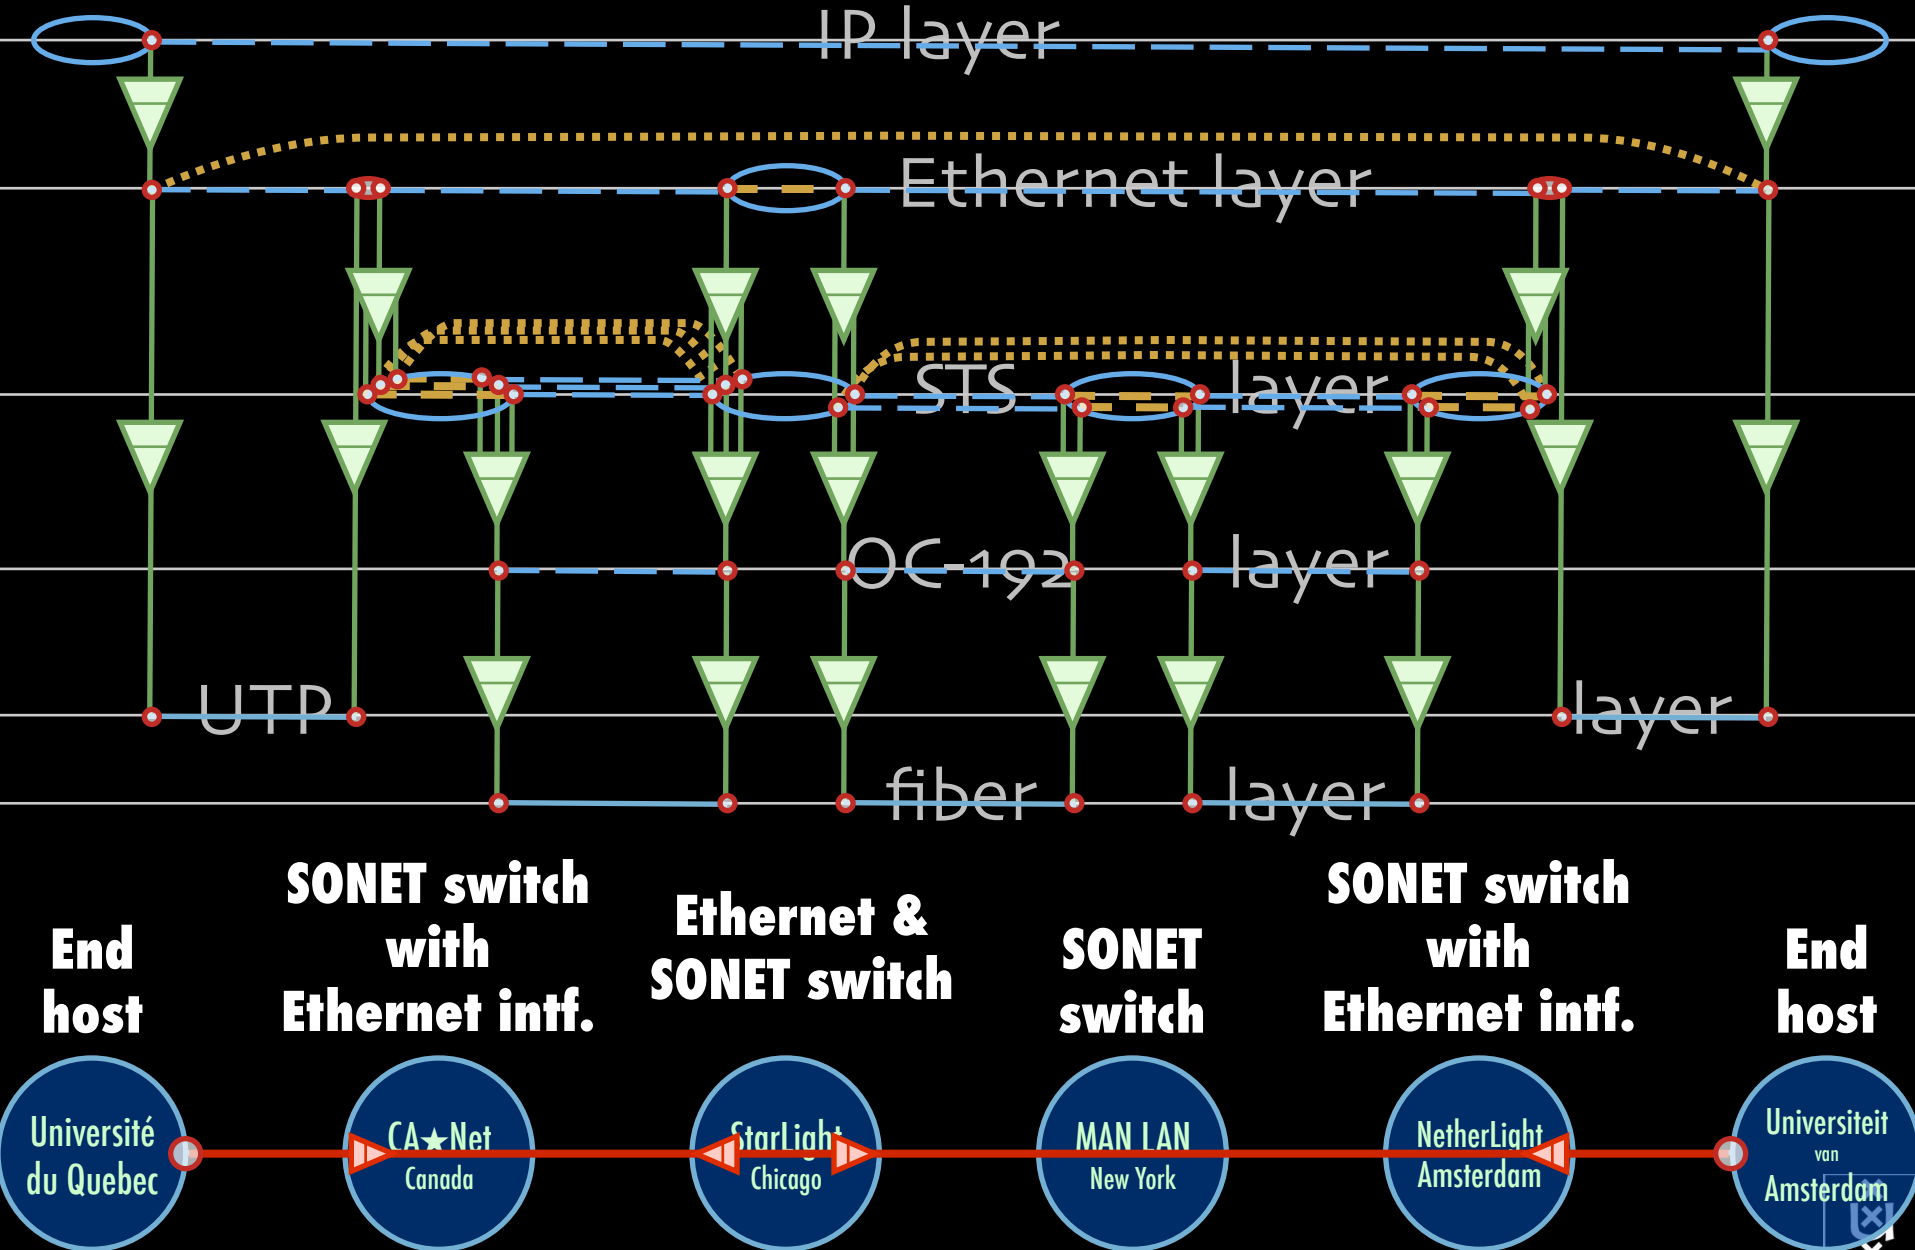 IP layer
Ethernet layer
STS layer
OC-192 layer
UTP layer
fiber layer
End
host
SONET switch
with
Ethernet intf.
Ethernet &
SONET switch
SONET
switch
SONET switch
with
Ethernet intf.
End
host
Université
du Quebec
CA★Net
Canada
StarLight
Chicago
MAN LAN
New York
NetherLight
Amsterdam
Universiteit
van
Amsterdam